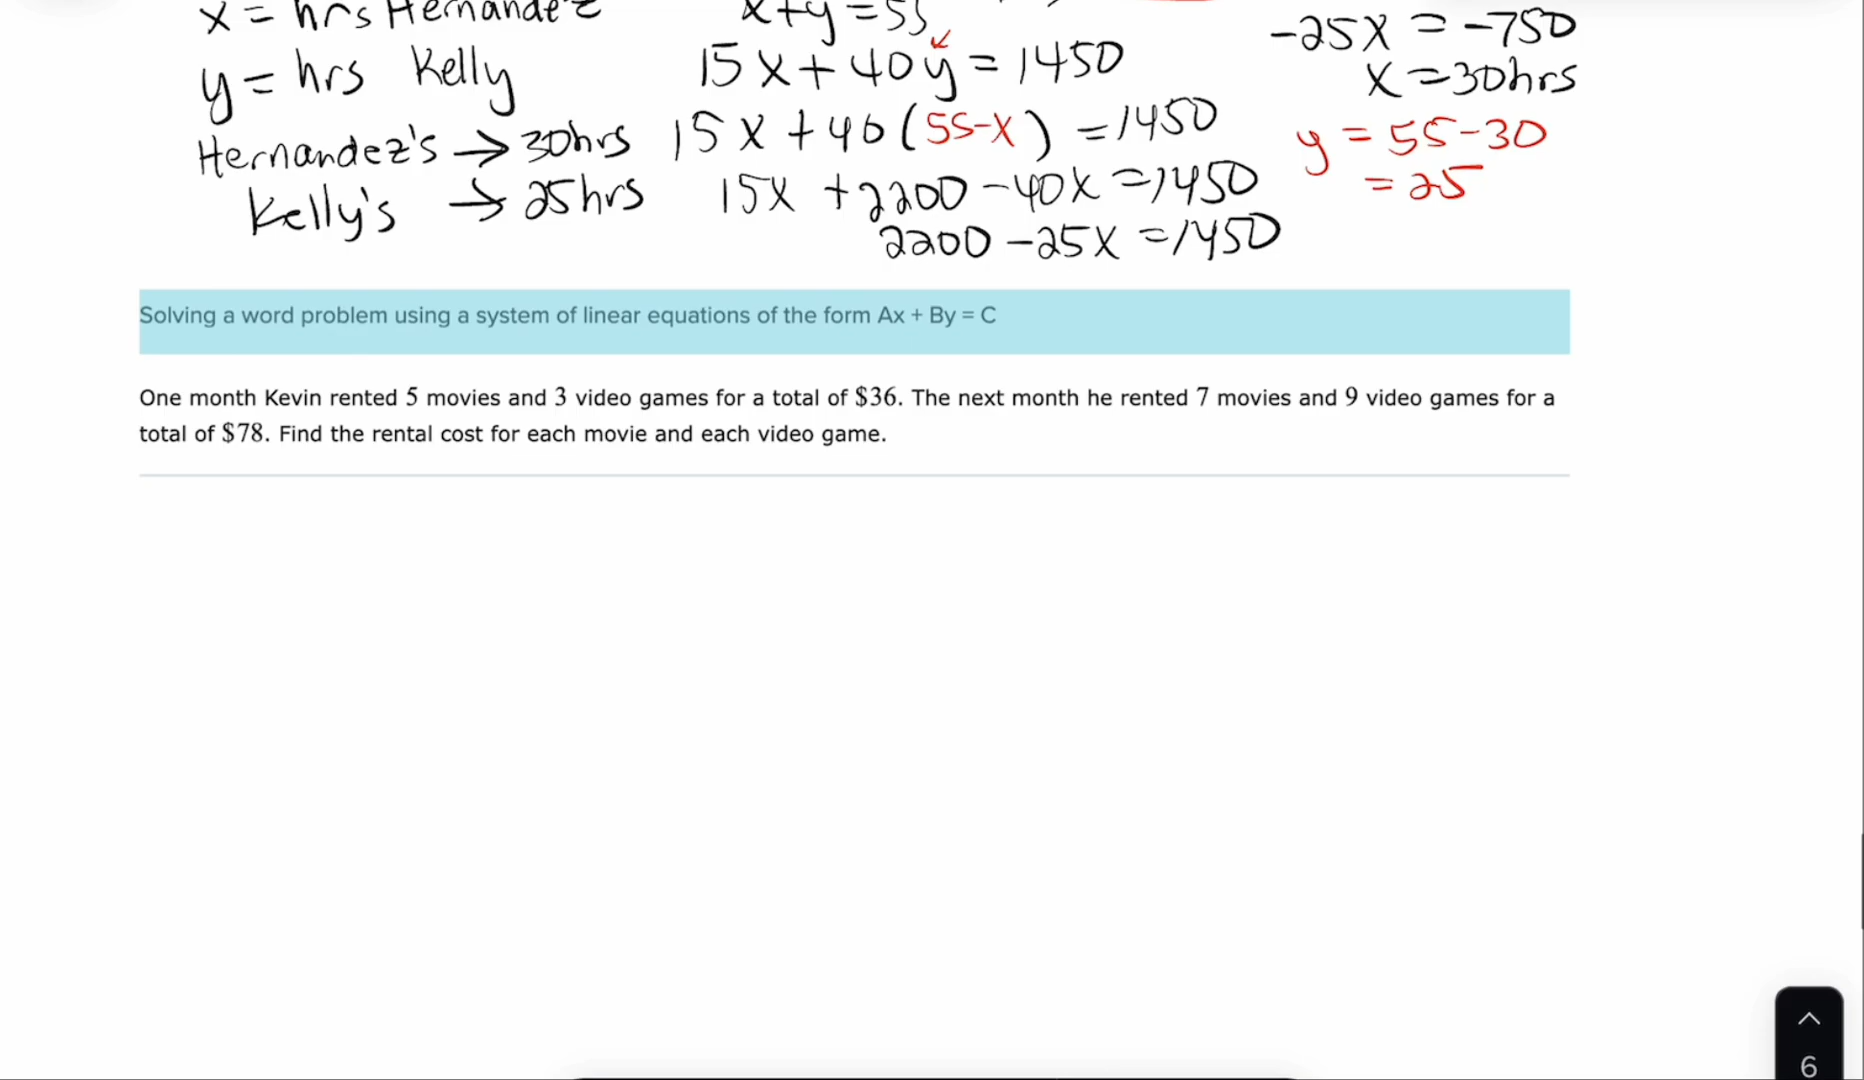 x = hrs Hernandez
y = hrs Kelly
Hernandez's → 30hrs
Kelly's → 25hrs
x+y=55
15x+40y=1450
15x+40(55-x)=1450
15x+2200-40x=1450
2200-25x=1450
-25x=-750
x=30hrs
y=55-30
=25
Solving a word problem using a system of linear equations of the form Ax + By = C
One month Kevin rented 5 movies and 3 video games for a total of $36. The next month he rented 7 movies and 9 video games for a
total of $78. Find the rental cost for each movie and each video game.
6